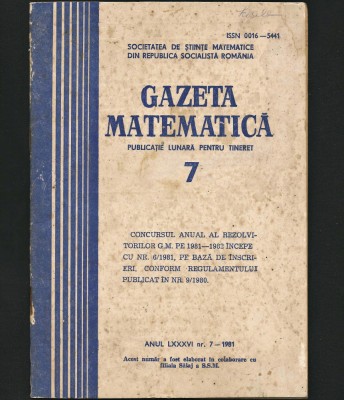 ISSN 0016—5441
SOCIETATEA DE ȘTIINȚE MATEMATICE
DIN REPUBLICA SOCIALISTĂ ROMÂNIA
GAZETA
MATEMATICĂ
PUBLICAȚIE LUNARĂ PENTRU TINERET
7
CONCURSUL ANUAL AL REZOLVI-
TORILOR G.M. PE 1981—1982 ÎNCEPE
CU NR. 6/1981, PE BAZĂ DE ÎNSCRI-
ERI, CONFORM REGULAMENTULUI
PUBLICAT ÎN NR. 9/1980.
ANUL LXXXVI nr. 7 — 1981
Acest număr a fost elaborat în colaborare cu
filiala Sălaj a S.S.M.